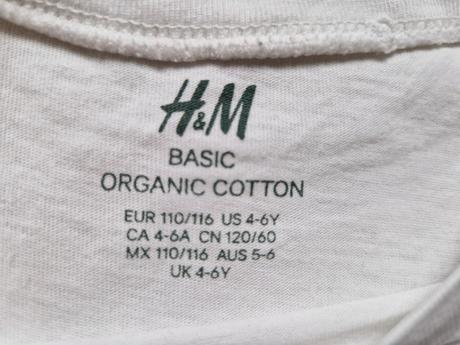 H&M
BASIC
ORGANIC COTTON
EUR 110/116 US 4-6Y
CA 4-6A CN 120/60
MX 110/116 AUS 5-6
UK 4-6Y